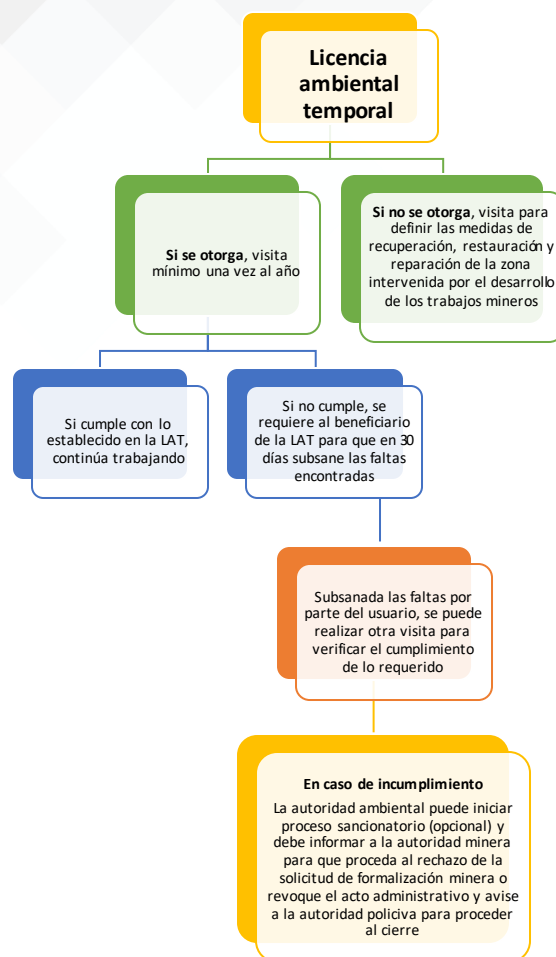 Licencia
ambiental
temporal
Si se otorga, visita
mínimo una vez al año
Si no se otorga, visita para
definir las medidas de
recuperación, restauración y
reparación de la zona
intervenida por el desarrollo
de los trabajos mineros
Si cumple con lo
establecido en la LAT,
continúa trabajando
Si no cumple, se
requiere al beneficiario
de la LAT para que en 30
días subsane las faltas
encontradas
Subsanada las faltas por
parte del usuario, se puede
realizar otra visita para
verificar el cumplimiento
de lo requerido
En caso de incumplimiento
La autoridad ambiental puede iniciar
proceso sancionatorio (opcional) y
debe informar a la autoridad minera
para que proceda al rechazo de la
solicitud de formalización minera o
revoque el acto administrativo y avise
a la autoridad policiva para proceder
al cierre